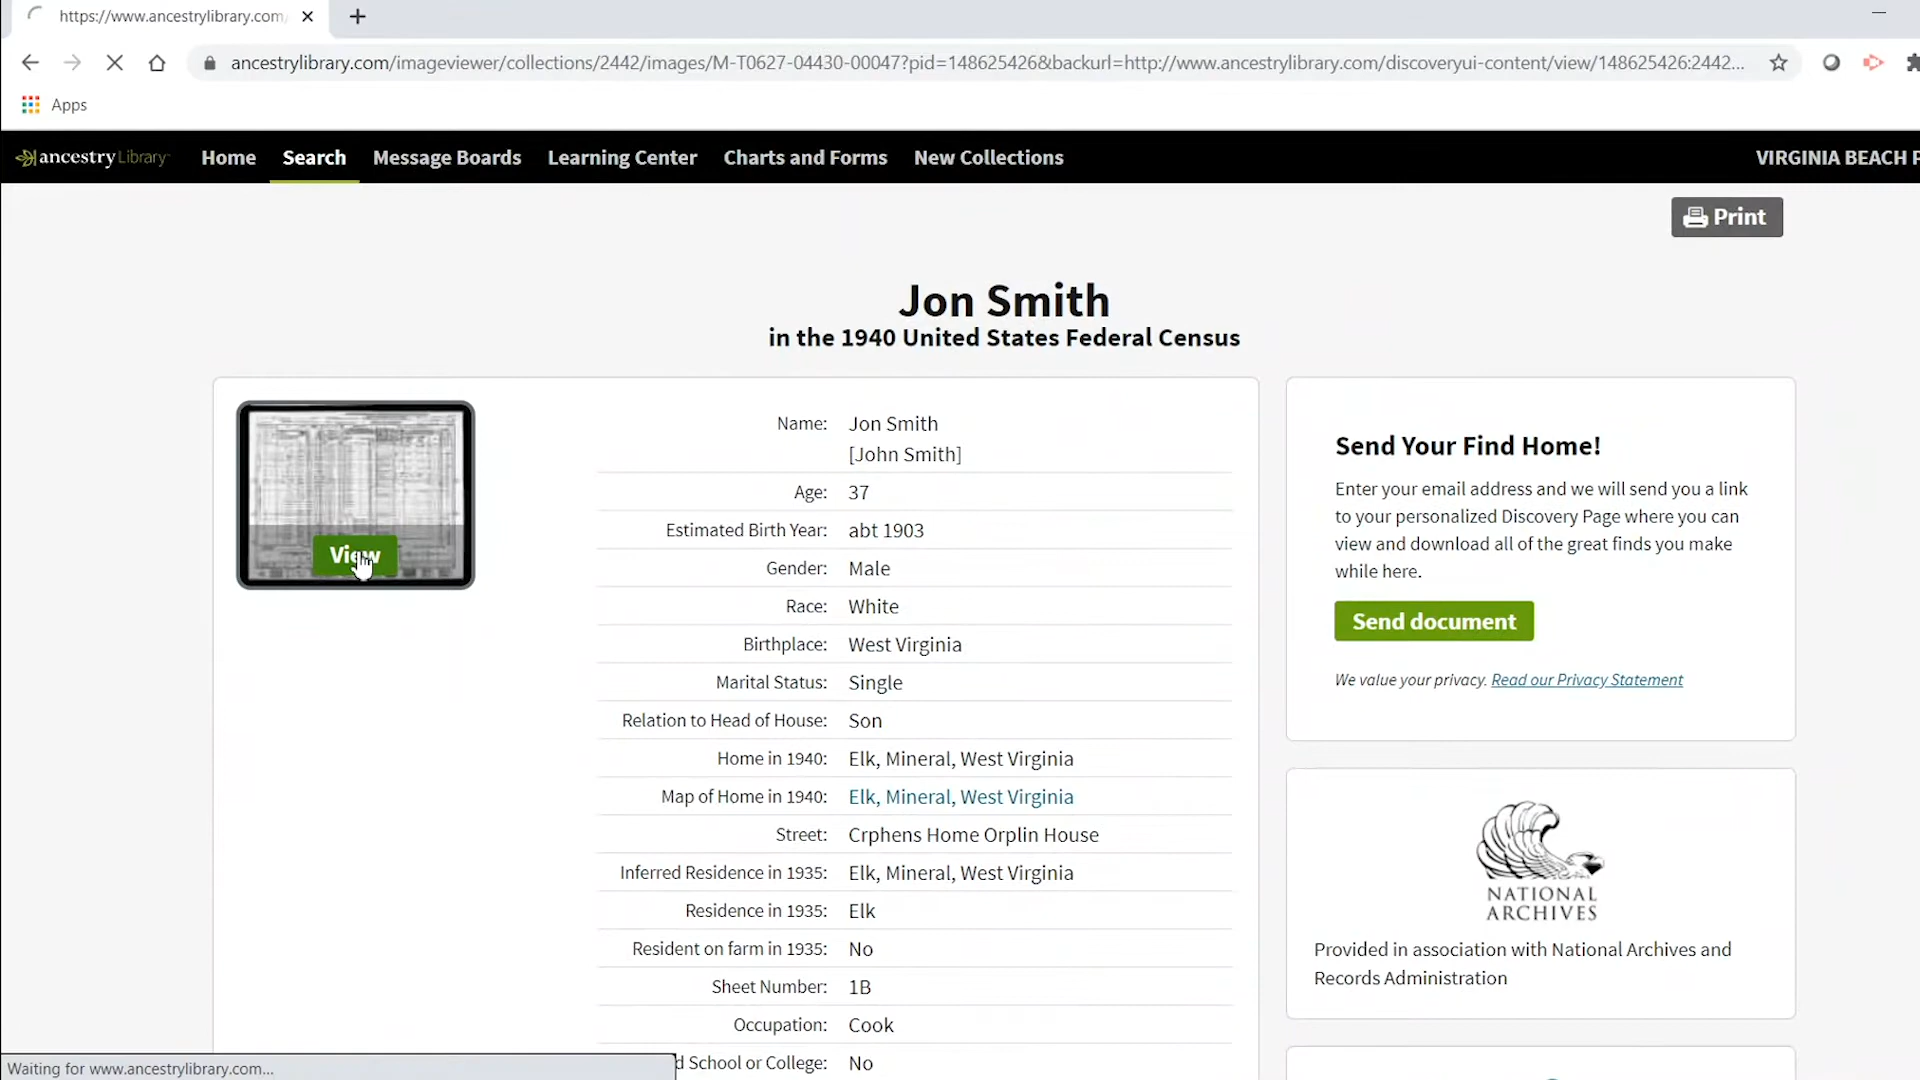 https://www.ancestrylibrary.com
ancestrylibrary.com/imageviewer/collections/2442/images/M-T0627-04430-00047?pid=148625426&backurl=http://www.ancestrylibrary.com/discoveryui-content/view/148625426:2442...
Apps
ancestryLibrary Home Search Message Boards Learning Center Charts and Forms New Collections VIRGINIA BEACH P
Print
Jon Smith
in the 1940 United States Federal Census
View
Name: Jon Smith
[John Smith]
Age: 37
Estimated Birth Year: abt 1903
Gender: Male
Race: White
Birthplace: West Virginia
Marital Status: Single
Relation to Head of House: Son
Home in 1940: Elk, Mineral, West Virginia
Map of Home in 1940: Elk, Mineral, West Virginia
Street: Crphens Home Orplin House
Inferred Residence in 1935: Elk, Mineral, West Virginia
Residence in 1935: Elk
Resident on farm in 1935: No
Sheet Number: 1B
Occupation: Cook
d School or College: No
Send Your Find Home!
Enter your email address and we will send you a link
to your personalized Discovery Page where you can
view and download all of the great finds you make
while here.
Send document
We value your privacy. Read our Privacy Statement
NATIONAL
ARCHIVES
Provided in association with National Archives and
Records Administration
Waiting for www.ancestrylibrary.com...